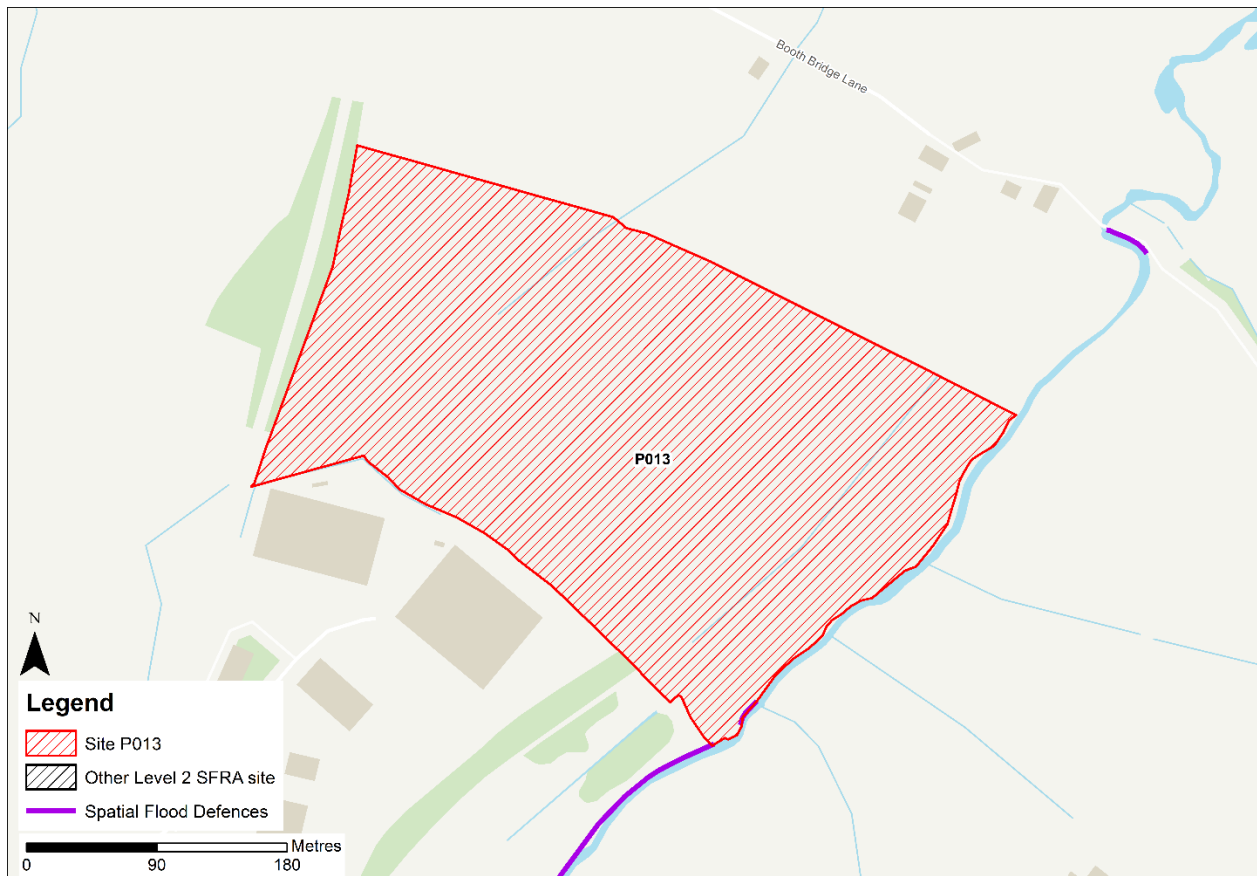 Booth Bridge Lane
P013
N
Legend
Site P013
Other Level 2 SFRA site
Spatial Flood Defences
Metres
0 90 180